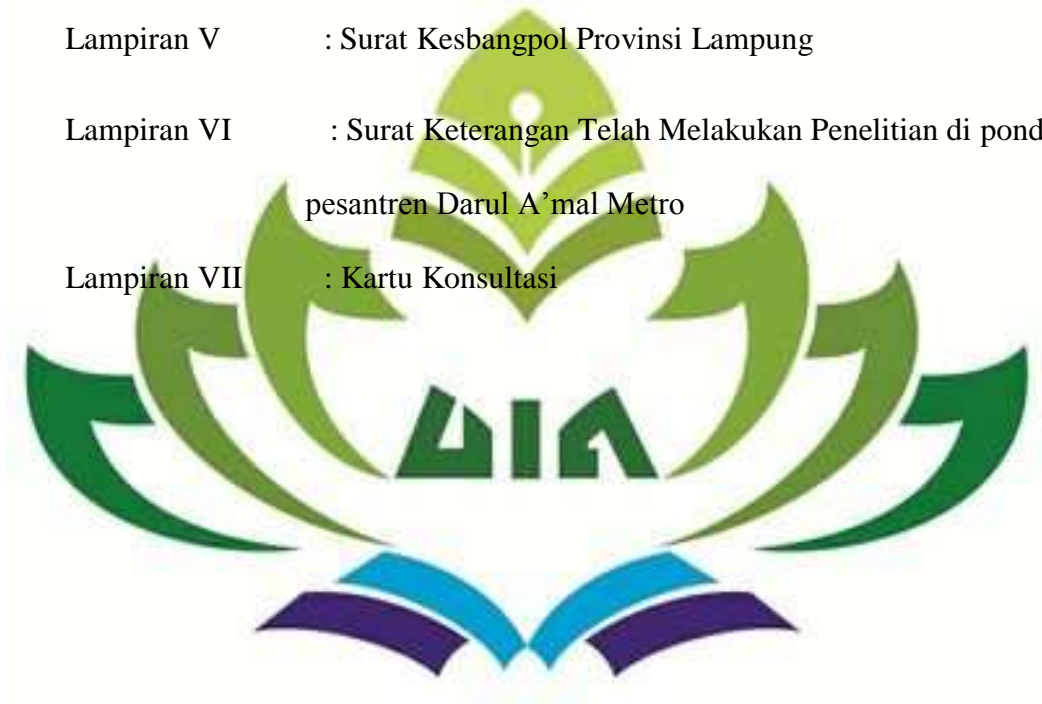 Lampiran V : Surat Kesbangpol Provinsi Lampung
Lampiran VI : Surat Keterangan Telah Melakukan Penelitian di pond
pesantren Darul A’mal Metro
Lampiran VII : Kartu Konsultasi
UIN